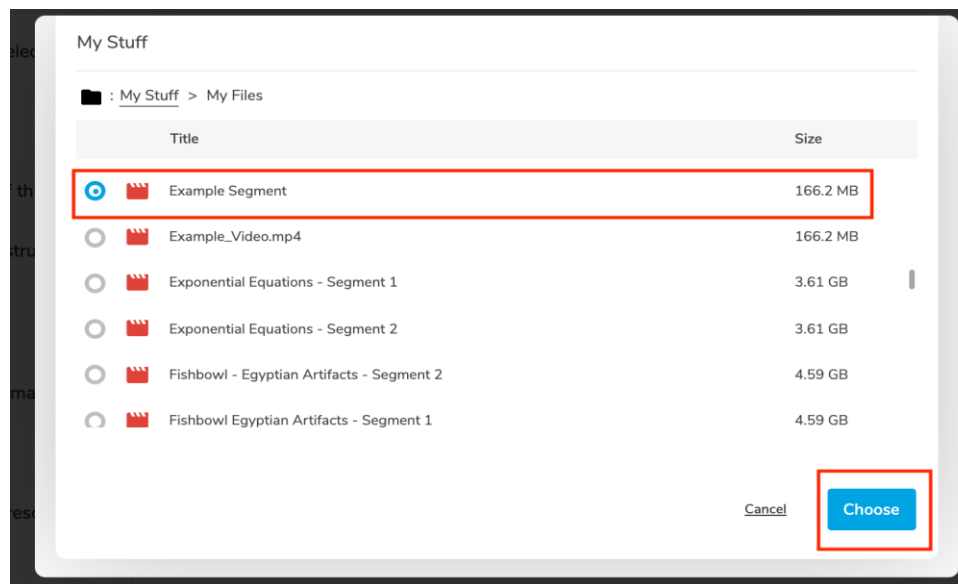 My Stuff
: My Stuff > My Files
Title Size
Example Segment 166.2 MB
Example_Video.mp4 166.2 MB
Exponential Equations - Segment 1 3.61 GB
Exponential Equations - Segment 2 3.61 GB
Fishbowl - Egyptian Artifacts - Segment 2 4.59 GB
Fishbowl Egyptian Artifacts - Segment 1 4.59 GB
Cancel Choose